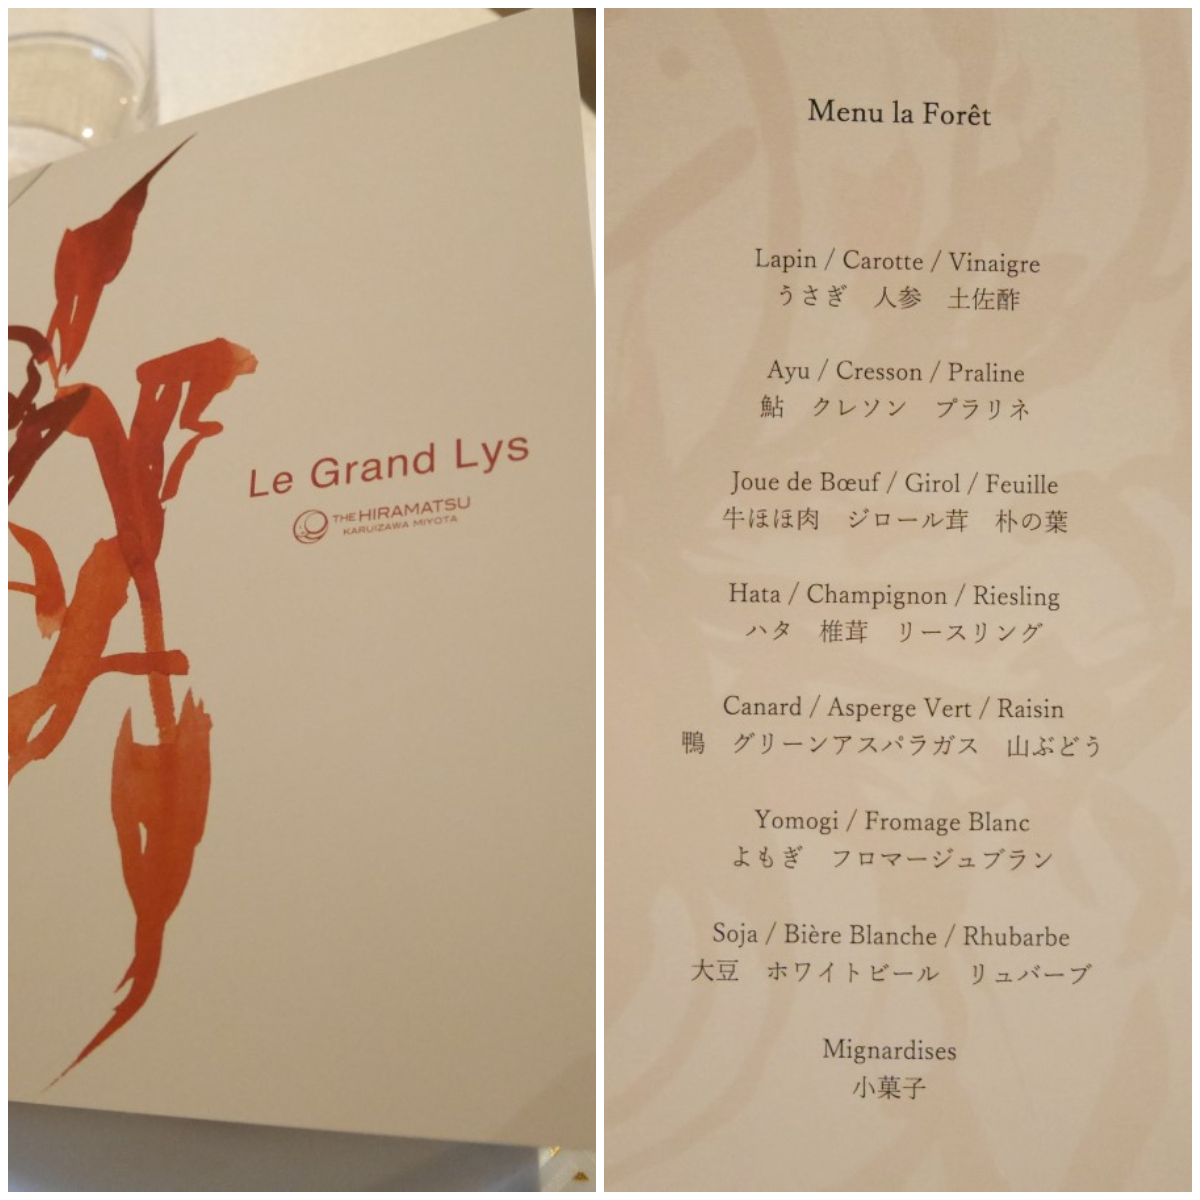 Le Grand Lys
THE HIRAMATSU
KARUIZAWA MIYOTA
Menu la Forêt
Lapin / Carotte / Vinaigre
うさぎ　人参　土佐酢
Ayu / Cresson / Praline
鮎　クレソン　プラリネ
Joue de Bœuf / Girol / Feuille
牛ほほ肉　ジロール茸　朴の葉
Hata / Champignon / Riesling
ハタ　椎茸　リースリング
Canard / Asperge Vert / Raisin
鴨　グリーンアスパラガス　山ぶどう
Yomogi / Fromage Blanc
よもぎ　フロマージュブラン
Soja / Bière Blanche / Rhubarbe
大豆　ホワイトビール　リュバーブ
Mignardises
小菓子